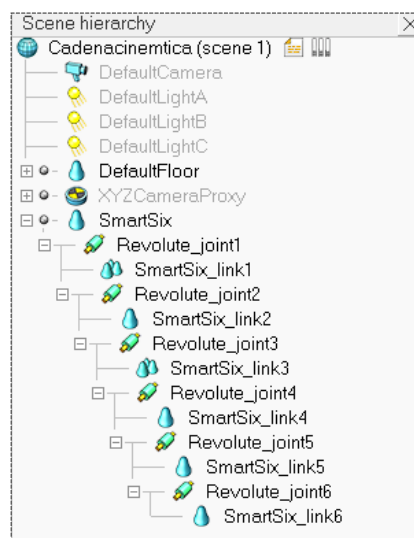 Scene hierarchy
Cadenacinemtica (scene 1)
DefaultCamera
DefaultLightA
DefaultLightB
DefaultLightC
DefaultFloor
XYZCameraProxy
SmartSix
Revolute_joint1
SmartSix_link1
Revolute_joint2
SmartSix_link2
Revolute_joint3
SmartSix_link3
Revolute_joint4
SmartSix_link4
Revolute_joint5
SmartSix_link5
Revolute_joint6
SmartSix_link6